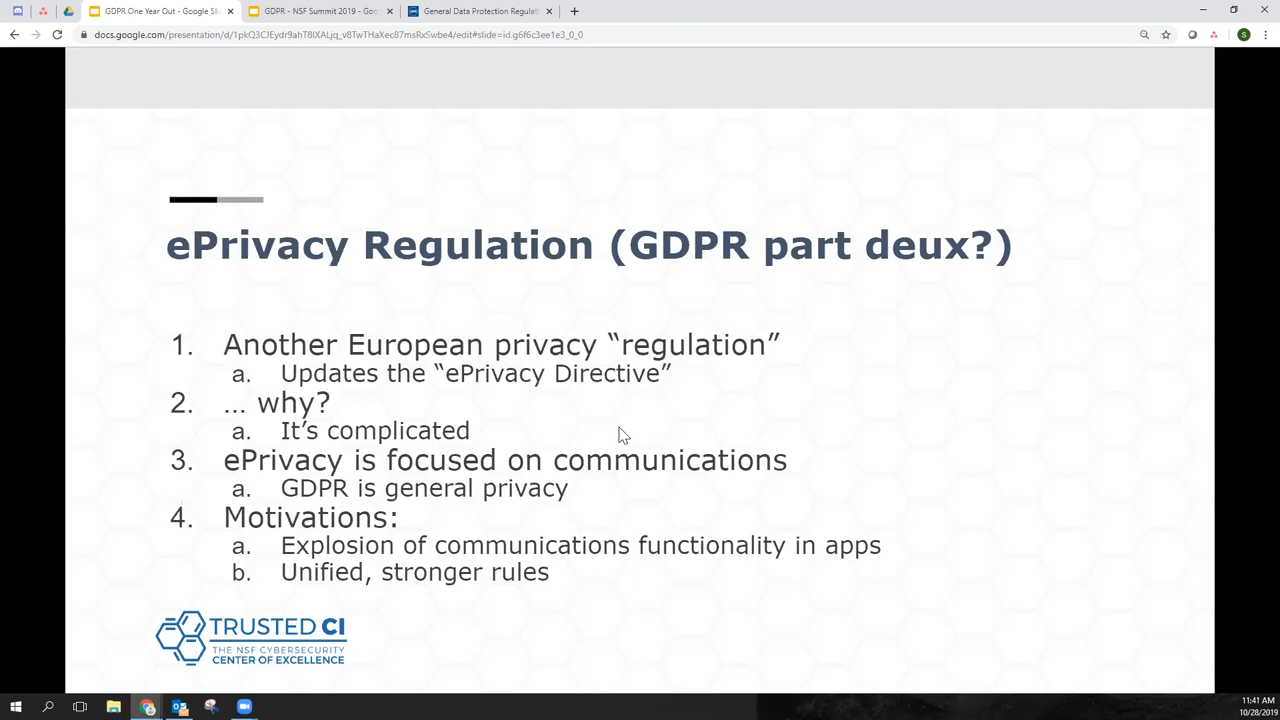 GDPR One Year Out - Google Sli
GDPR - NSF Summit 2019 - Goo
General Data Protection Regulati
docs.google.com/presentation/d/
/edit#slide=id.g6f6c3ee1e3_0_0
S
ePrivacy Regulation (GDPR part deux?)
1. Another European privacy “regulation”
a. Updates the “ePrivacy Directive”
2. … why?
a. It’s complicated
3. ePrivacy is focused on communications
a. GDPR is general privacy
4. Motivations:
a. Explosion of communications functionality in apps
b. Unified, stronger rules
TRUSTED CI
THE NSF CYBERSECURITY
CENTER OF EXCELLENCE
11:41 AM
10/28/2019